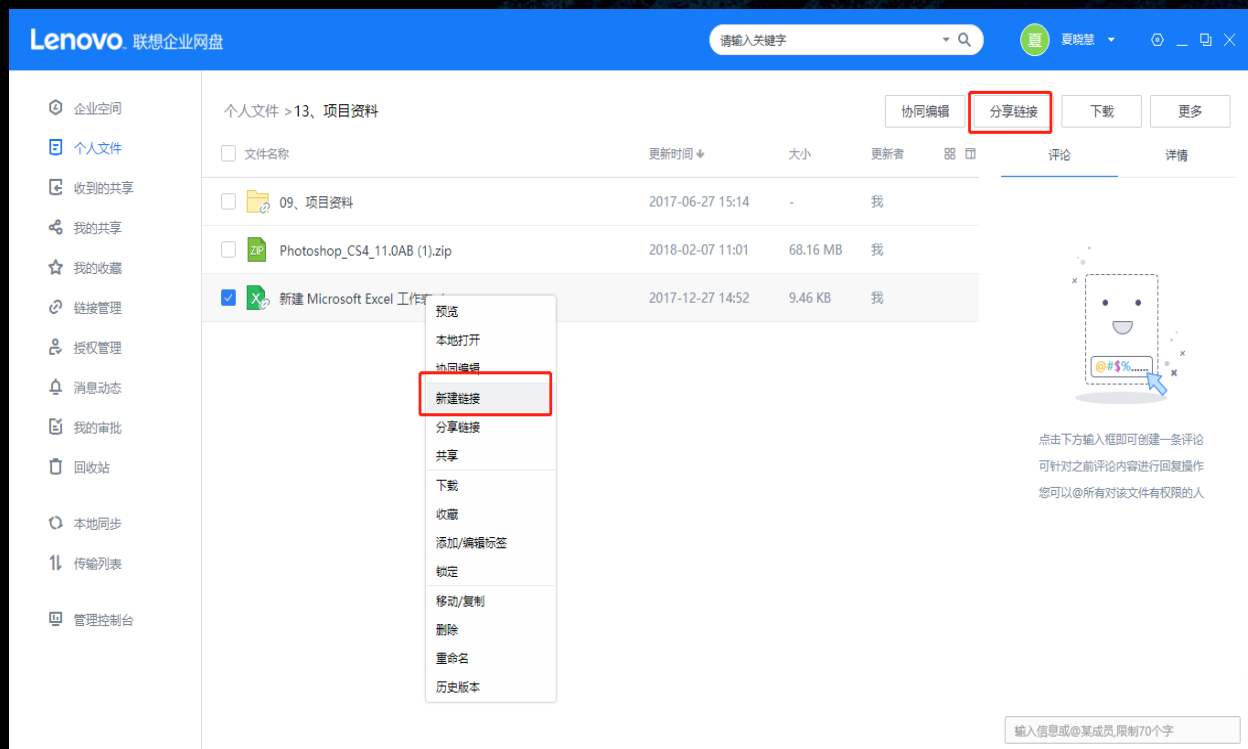 Lenovo 联想企业网盘
请输入关键字
夏 夏晓慧
企业空间
个人文件
收到的共享
我的共享
我的收藏
链接管理
授权管理
消息动态
我的审批
回收站
本地同步
传输列表
管理控制台
个人文件 > 13、项目资料
协同编辑 分享链接 下载 更多
文件名称 更新时间 大小 更新者
09、项目资料 2017-06-27 15:14 - 我
ZIP Photoshop_CS4_11.0AB (1).zip 2018-02-07 11:01 68.16 MB 我
新建 Microsoft Excel 工作表 2017-12-27 14:52 9.46 KB 我
预览
本地打开
协同编辑
新建链接
分享链接
共享
下载
收藏
添加/编辑标签
锁定
移动/复制
删除
重命名
历史版本
评论 详情
@#$%......
点击下方输入框即可创建一条评论
可针对之前评论内容进行回复操作
您可以@所有对该文件有权限的人
输入信息或@某成员,限制70个字